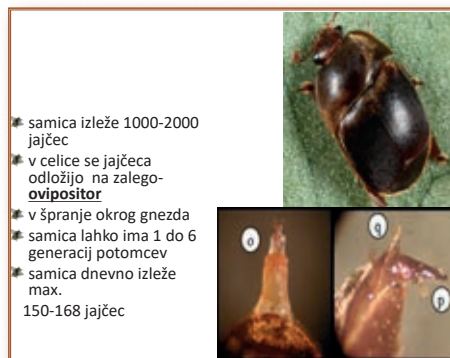 samica izleže 1000-2000
jajčec
v celice se jajčeca
odložijo na zalego-
ovipositor
v špranje okrog gnezda
samica lahko ima 1 do 6
generacij potomcev
samica dnevno izleže
max.
150-168 jajčec
o
q
p